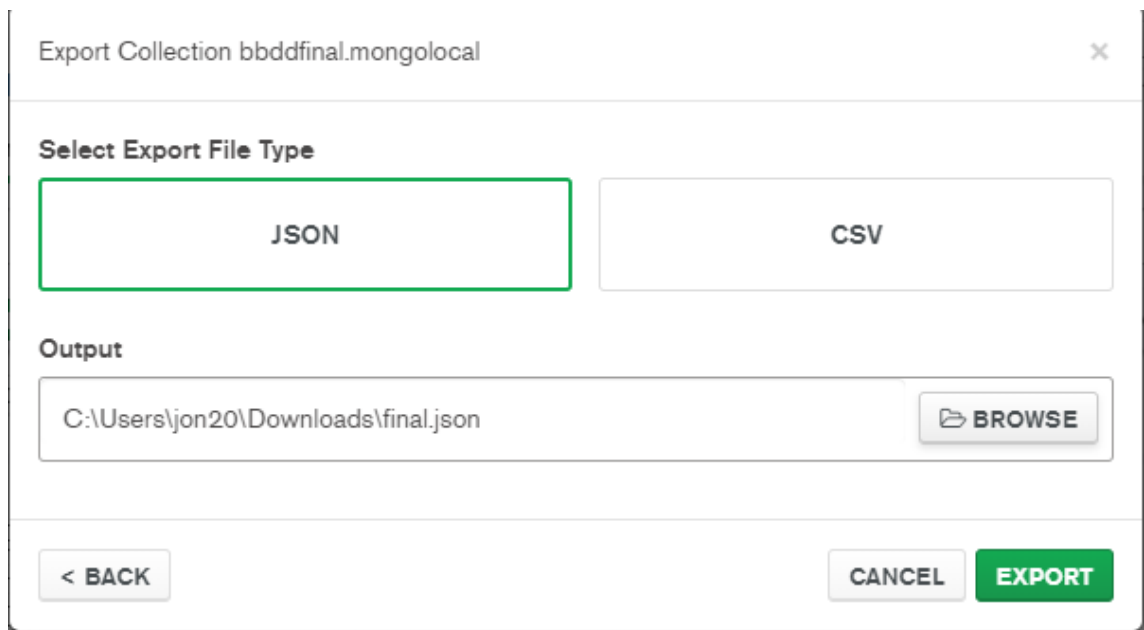 Export Collection bbddfinal.mongolocal ×
Select Export File Type
JSON CSV
Output
C:\Users\jon20\Downloads\final.json BROWSE
< BACK CANCEL EXPORT